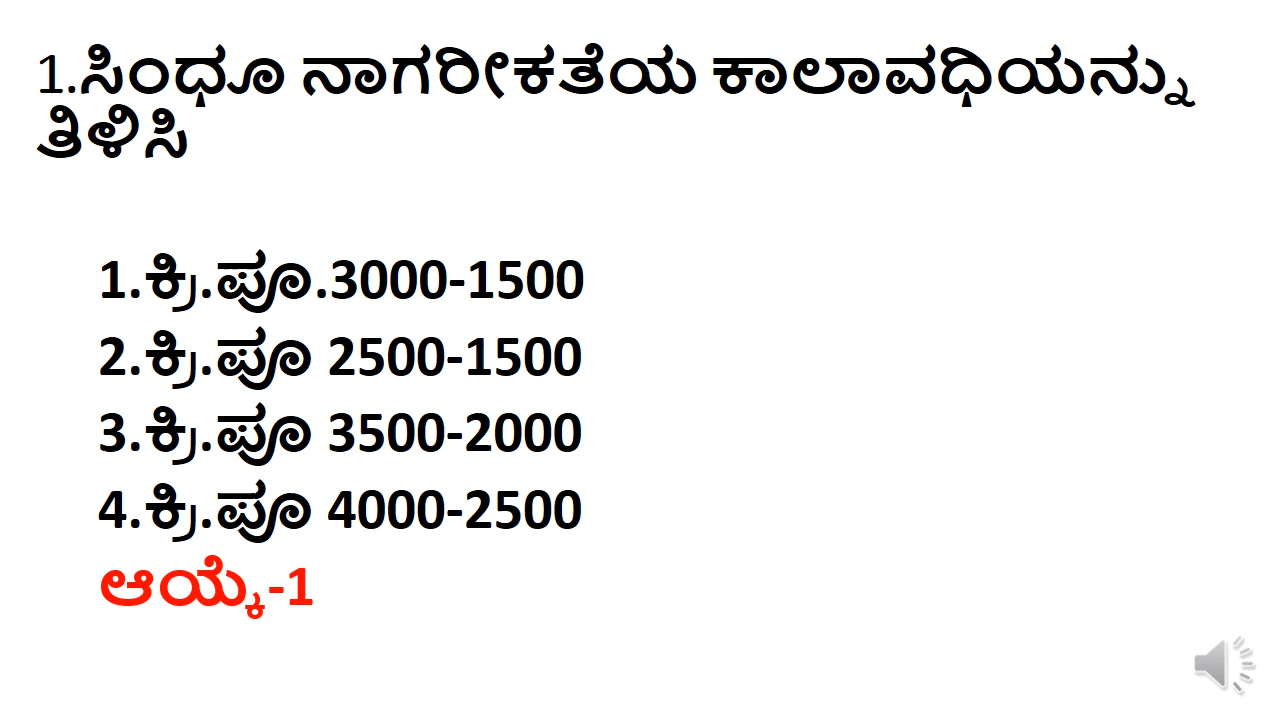 1.ಸಿಂಧೂ ನಾಗರೀಕತೆಯ ಕಾಲಾವಧಿಯನ್ನು
ತಿಳಿಸಿ
1.ಕ್ರಿ.ಪೂ.3000-1500
2.ಕ್ರಿ.ಪೂ 2500-1500
3.ಕ್ರಿ.ಪೂ 3500-2000
4.ಕ್ರಿ.ಪೂ 4000-2500
ಆಯ್ಕೆ-1